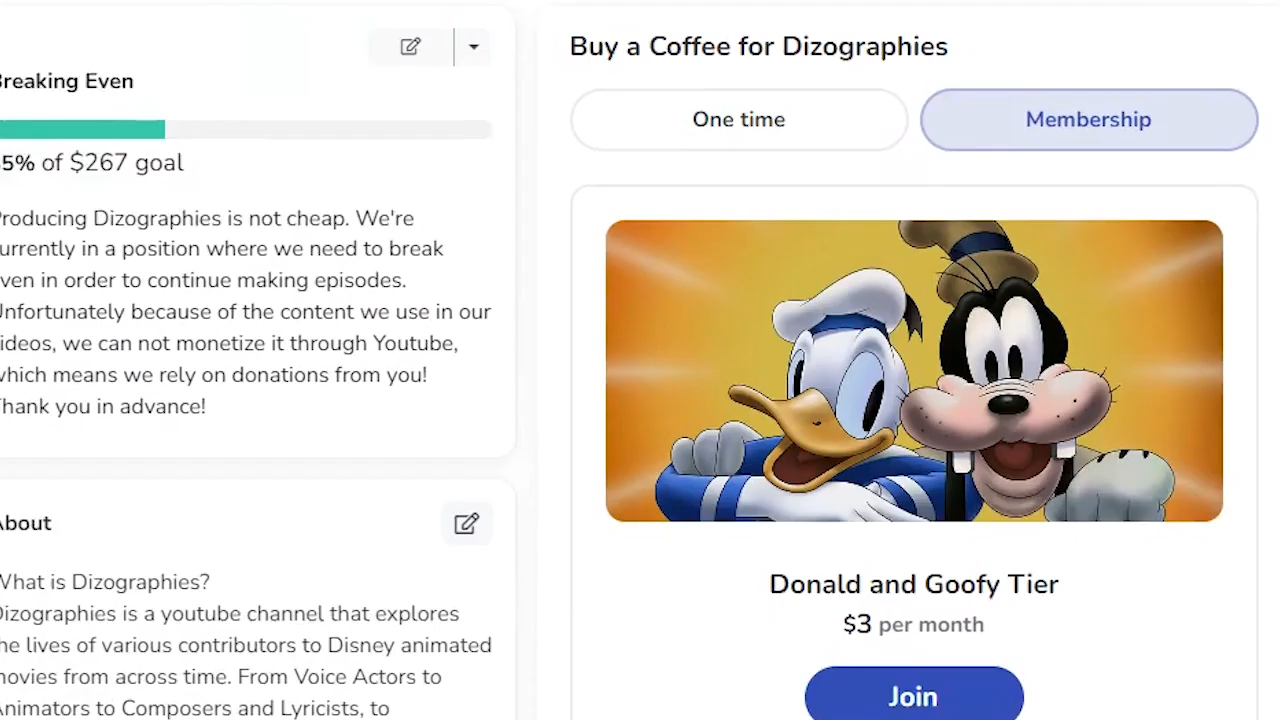 Breaking Even
5% of $267 goal
Producing Dizographies is not cheap. We're
currently in a position where we need to break
even in order to continue making episodes.
Unfortunately because of the content we use in our
videos, we can not monetize it through Youtube,
which means we rely on donations from you!
Thank you in advance!
About
What is Dizographies?
Dizographies is a youtube channel that explores
the lives of various contributors to Disney animated
movies from across time. From Voice Actors to
Animators to Composers and Lyricists, to
Buy a Coffee for Dizographies
One time
Membership
Donald and Goofy Tier
$3 per month
Join